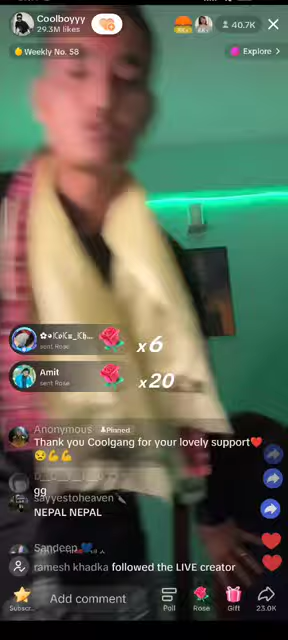 Coolboyyy
29.3M likes
40.7K
Weekly No. 58
Explore >
sent Rose
x6
Amit
sent Rose
x20
Anonymous Pinned
Thank you Coolgang for your lovely support❤️
😉💪💪
gg
sayyestoheaven
NEPAL NEPAL
Sandeep 💙
ramesh khadka followed the LIVE creator
Subscr..
Add comment
Poll
Rose
Gift
23.0K